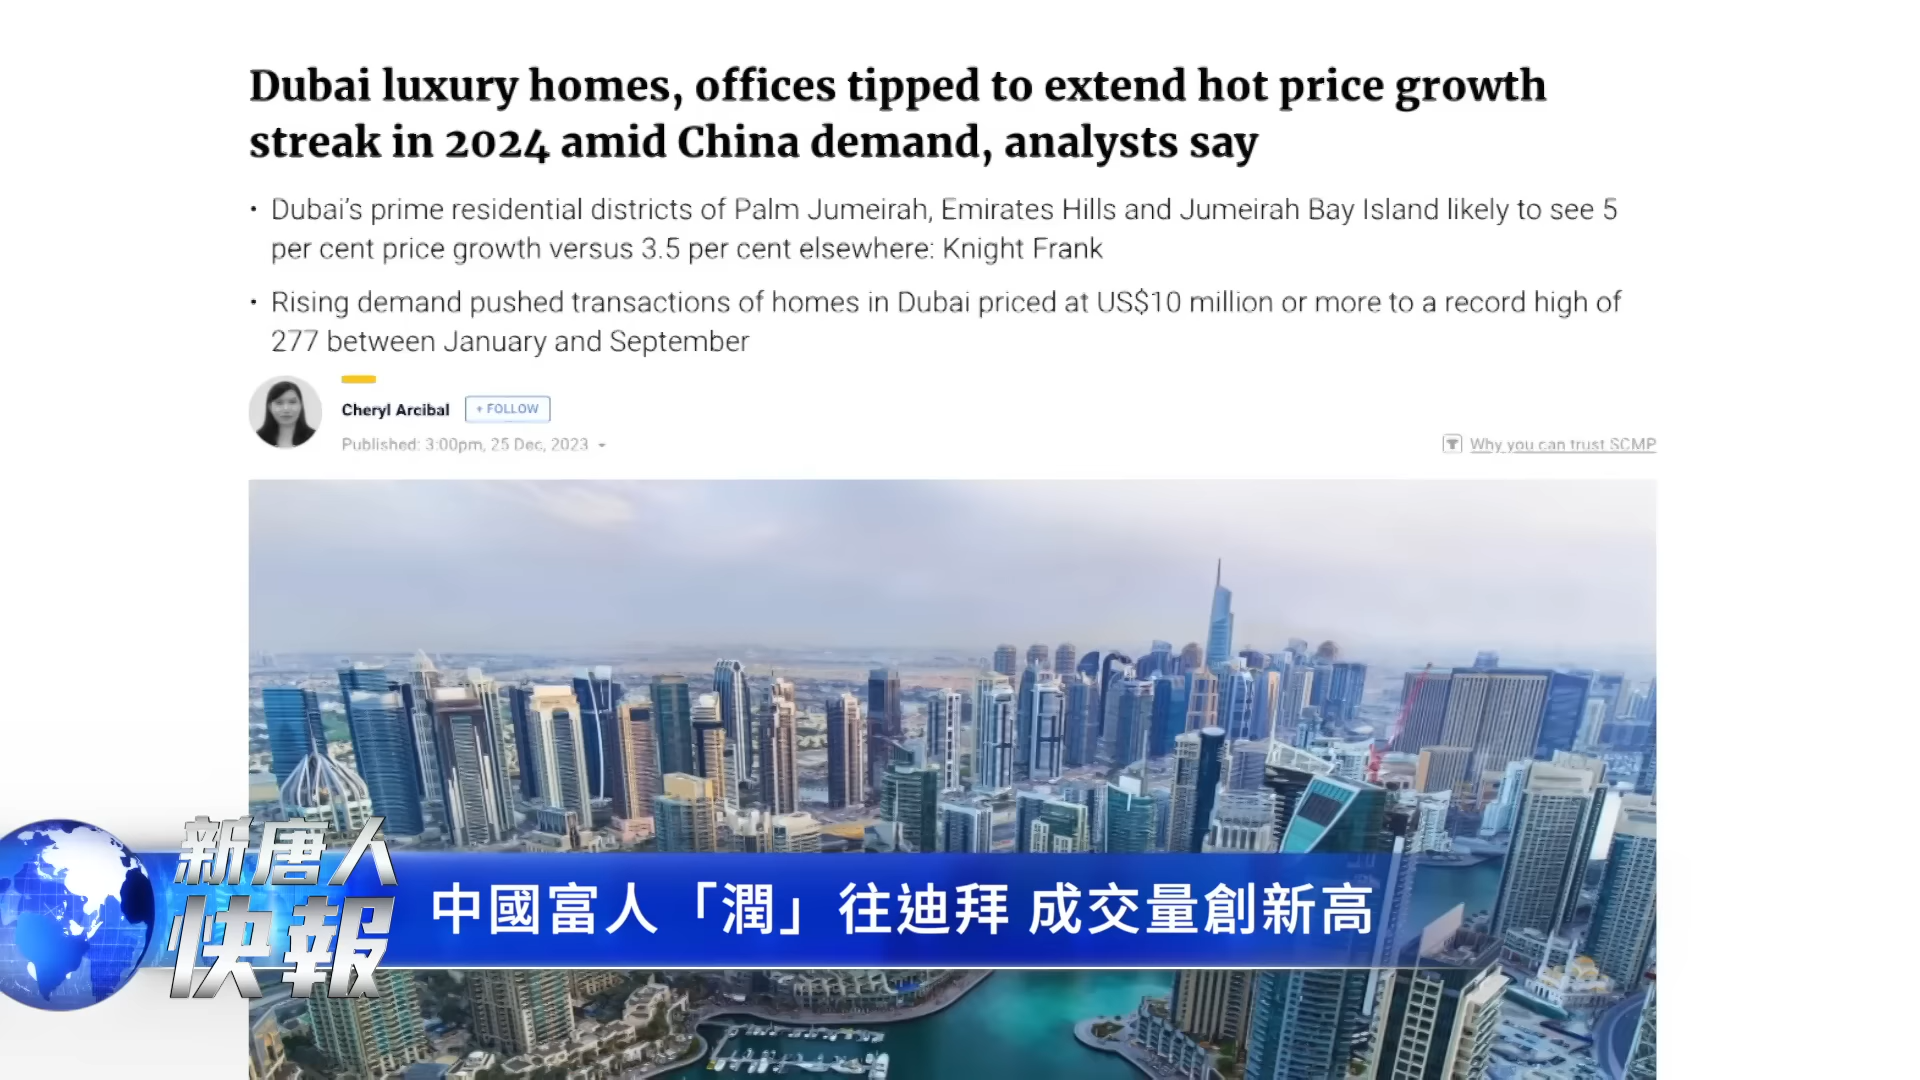 Dubai luxury homes, offices tipped to extend hot price growth
streak in 2024 amid China demand, analysts say
• Dubai's prime residential districts of Palm Jumeirah, Emirates Hills and Jumeirah Bay Island likely to see 5
per cent price growth versus 3.5 per cent elsewhere: Knight Frank
• Rising demand pushed transactions of homes in Dubai priced at US$10 million or more to a record high of
277 between January and September
Cheryl Arcibal + FOLLOW
Published: 3:00pm, 25 Dec, 2023
Why you can trust SCMP
新唐人
快報
中國富人「潤」往迪拜 成交量創新高